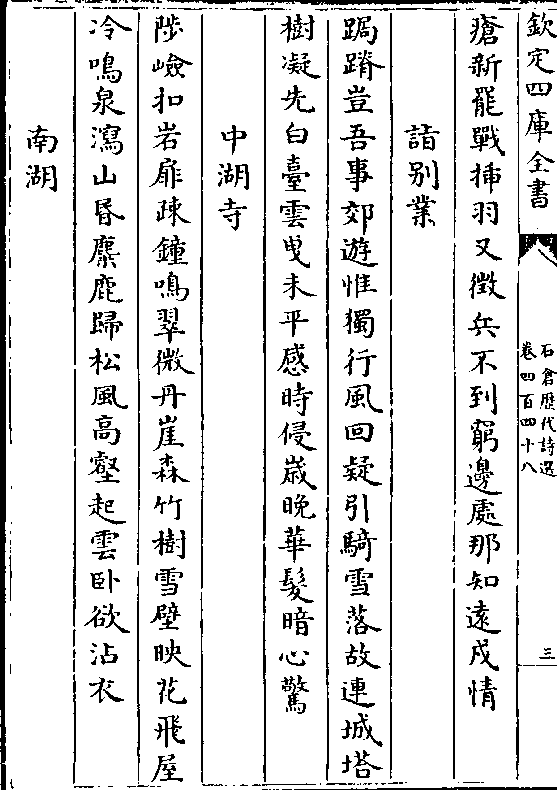 欽定四庫全書
石倉歷代詩選
卷四百四十八
三
瘡新罷戰揷羽又徵兵不到窮邊處那知遠戍情
詣别業
跼蹐豈吾事郊遊惟獨行風回疑引騎雪落故連城塔
樹凝先白臺雲曳未平感時侵歳晚華髮暗心驚
中湖寺
陟嶮扣岩扉疎鐘鳴翠微丹崖森竹樹雪壁映花飛屋
冷鳴泉瀉山昬麋鹿歸松風髙壑起雲卧欲沾衣
南湖